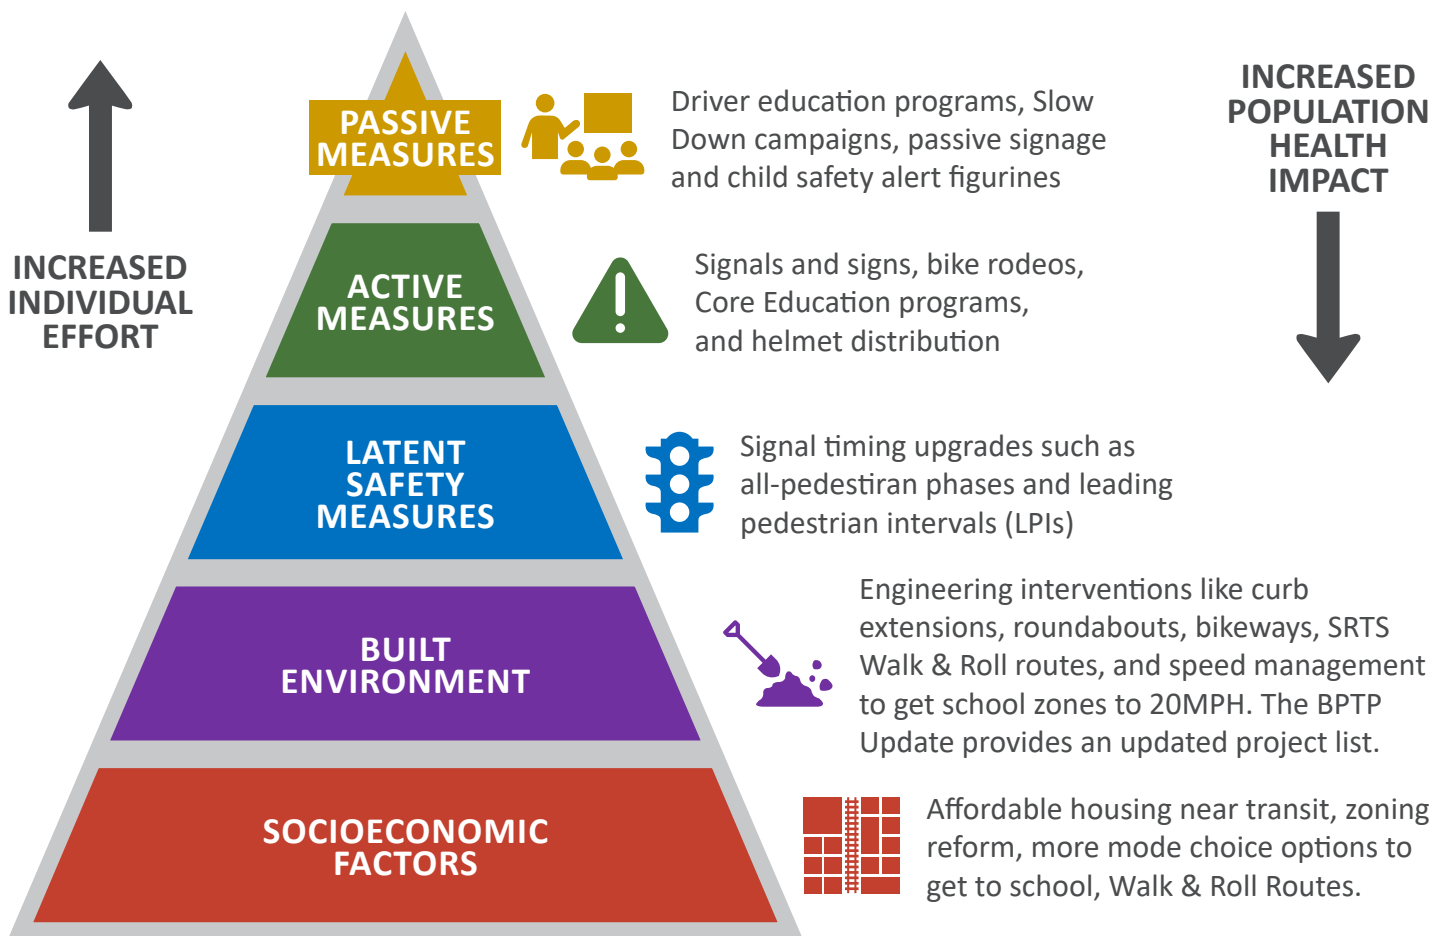 INCREASED
INDIVIDUAL
EFFORT
INCREASED
POPULATION
HEALTH
IMPACT
PASSIVE
MEASURES
Driver education programs, Slow
Down campaigns, passive signage
and child safety alert figurines
ACTIVE
MEASURES
Signals and signs, bike rodeos,
Core Education programs,
and helmet distribution
LATENT
SAFETY
MEASURES
Signal timing upgrades such as
all-pedestiran phases and leading
pedestrian intervals (LPIs)
BUILT
ENVIRONMENT
Engineering interventions like curb
extensions, roundabouts, bikeways, SRTS
Walk & Roll routes, and speed management
to get school zones to 20MPH. The BPTP
Update provides an updated project list.
SOCIOECONOMIC
FACTORS
Affordable housing near transit, zoning
reform, more mode choice options to
get to school, Walk & Roll Routes.